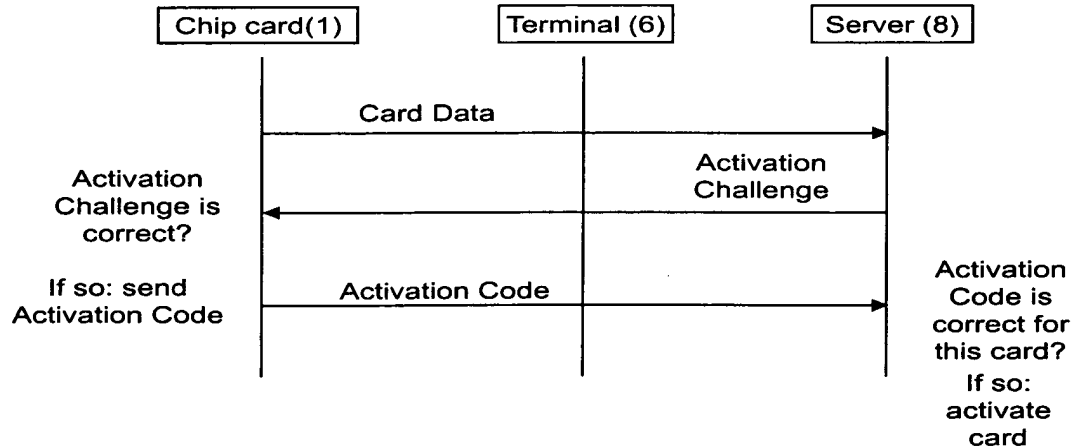 Chip card(1)
Terminal (6)
Server (8)
Card Data
Activation
Challenge
Activation
Challenge is
correct?
If so: send
Activation Code
Activation Code
Activation
Code is
correct for
this card?
If so:
activate
card